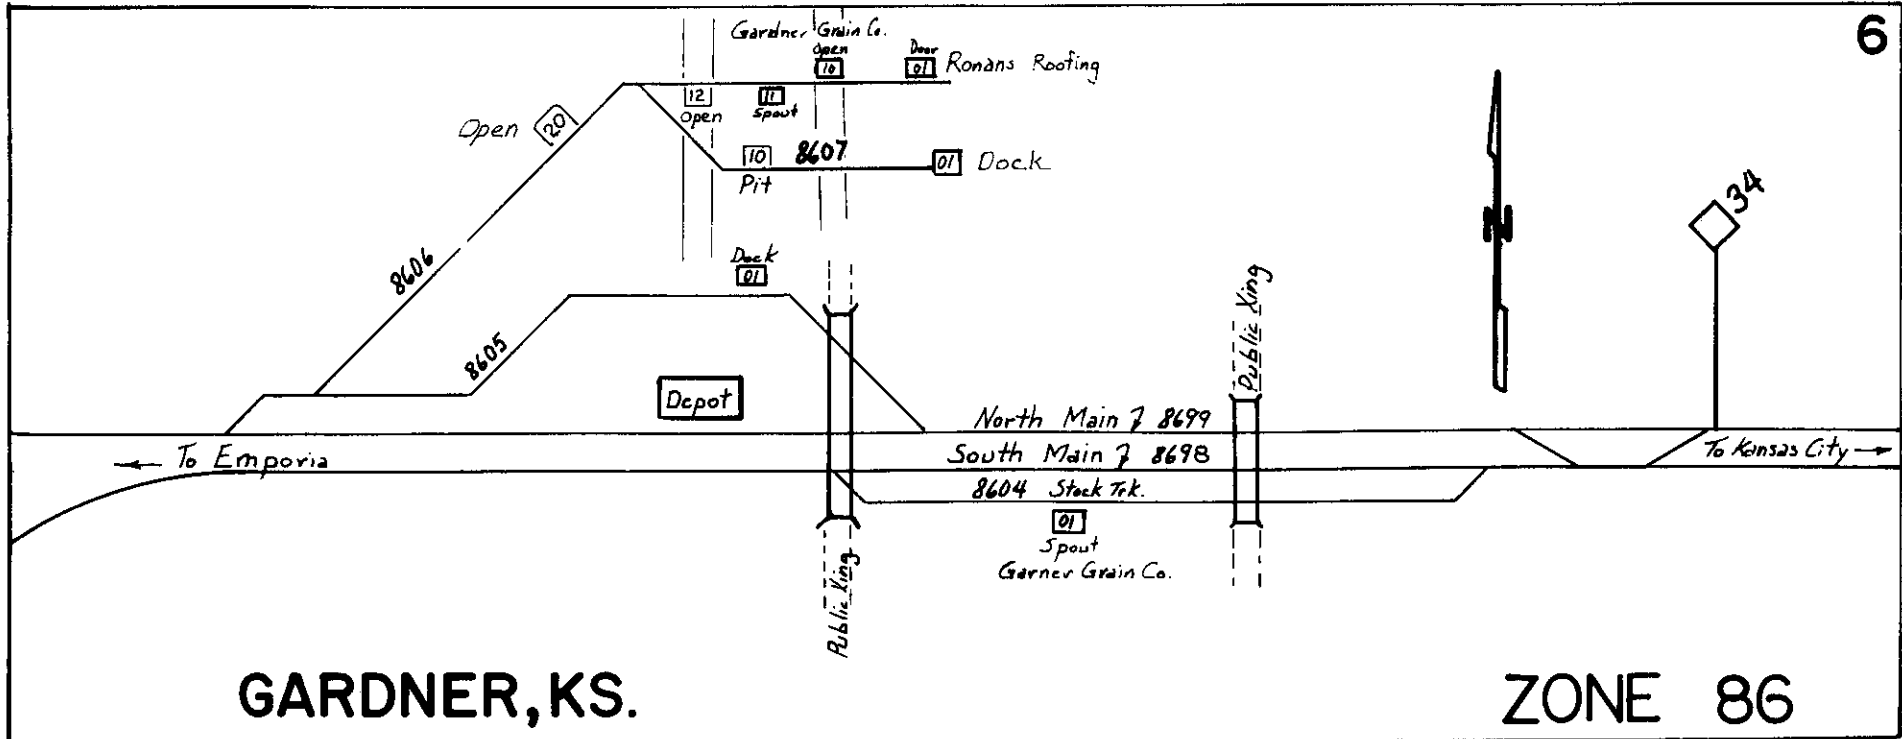 6
Gardner Grain Co.
Open
10
Door
01
Ronans Roofing
12
Open
11
Spout
Open 20
10
Pit
8607
01 Dock
34
N
8606
Dock
01
8605
Depot
Public Xing
North Main 7 8699
South Main 7 8698
← To Emporia
To Kansas City →
8604 Stock Trk.
01
Spout
Garner Grain Co.
Public Xing
GARDNER, KS.
ZONE 86